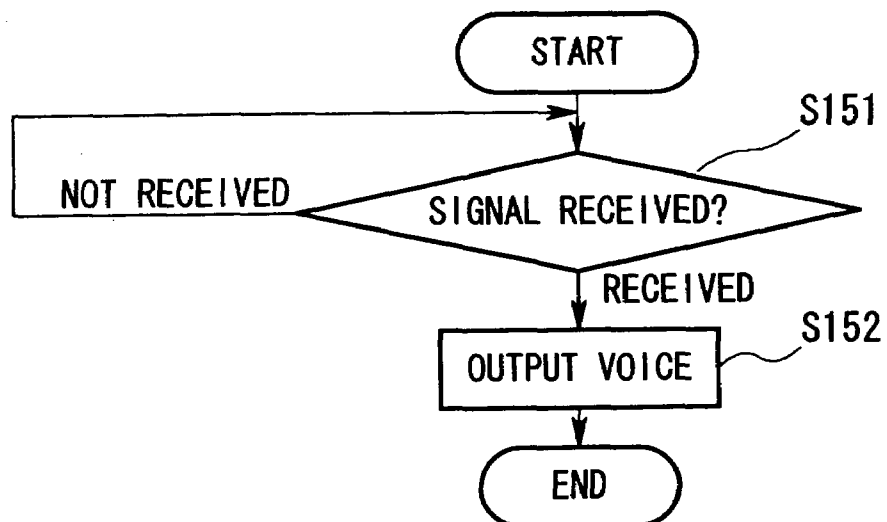 START
S151
NOT RECEIVED
SIGNAL RECEIVED?
RECEIVED
S152
OUTPUT VOICE
END